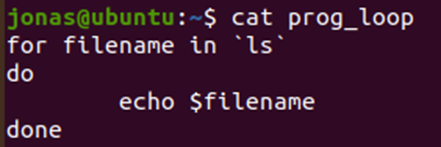 jonas@ubuntu:~$ cat prog_loop
for filename in `ls`
do
        echo $filename
done